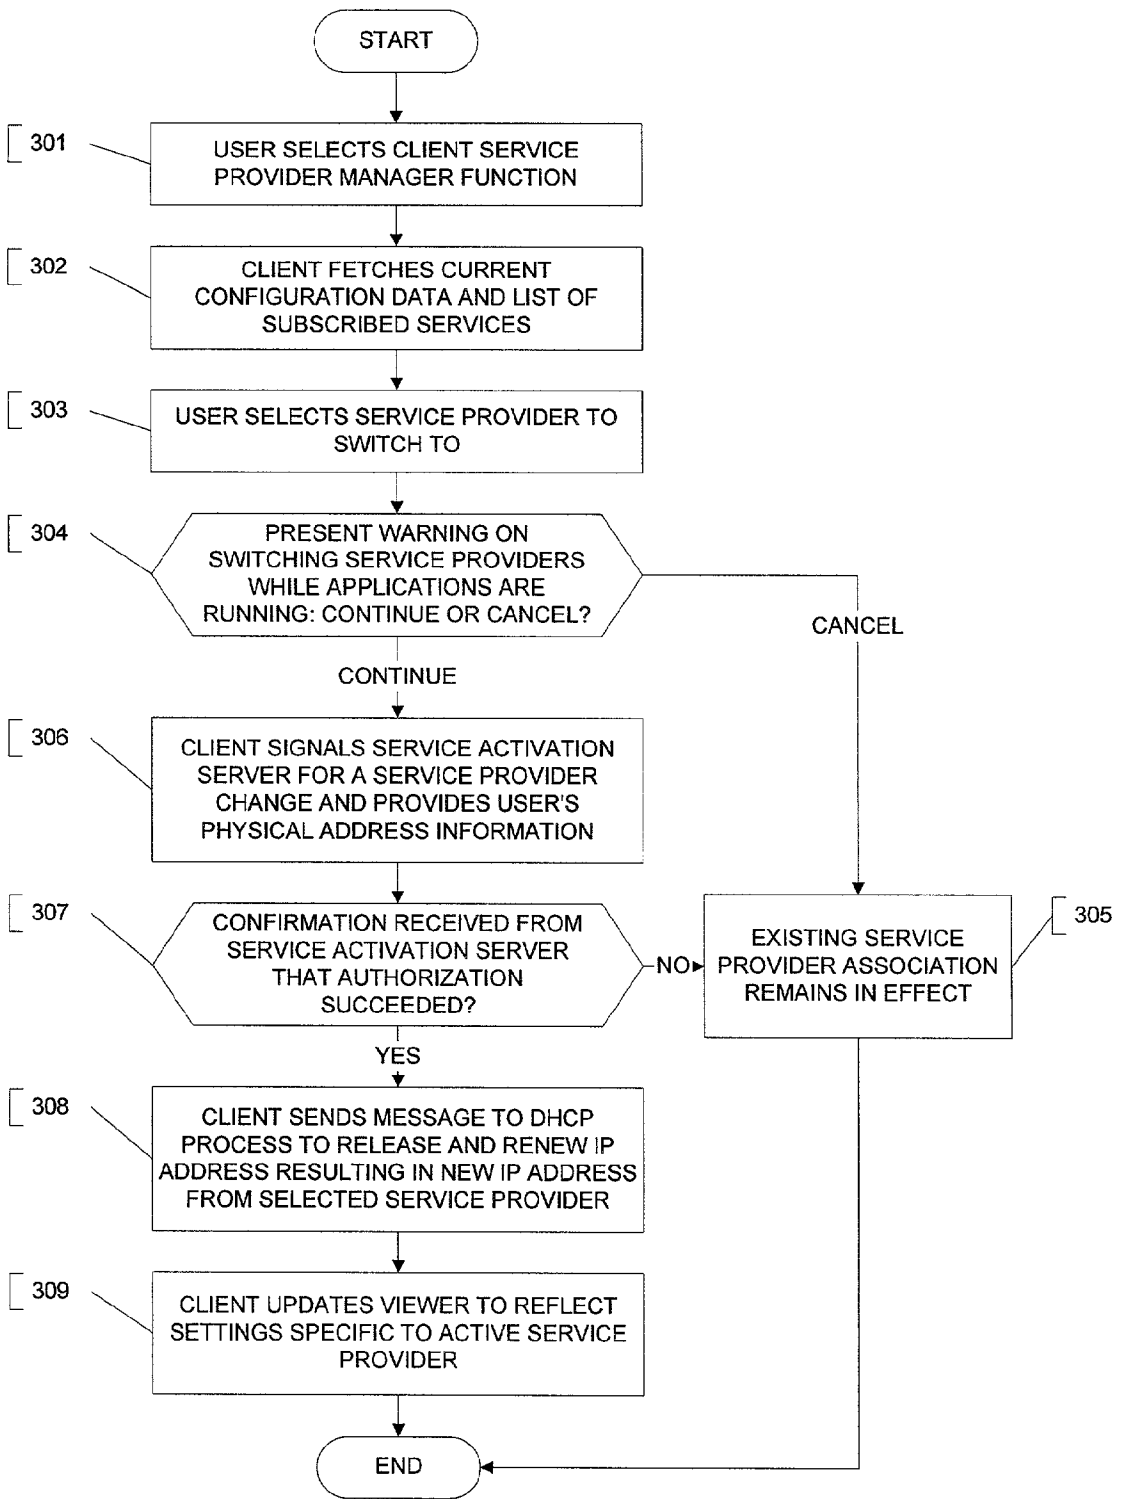 START
301
USER SELECTS CLIENT SERVICE
PROVIDER MANAGER FUNCTION
302
CLIENT FETCHES CURRENT
CONFIGURATION DATA AND LIST OF
SUBSCRIBED SERVICES
303
USER SELECTS SERVICE PROVIDER TO
SWITCH TO
304
PRESENT WARNING ON
SWITCHING SERVICE PROVIDERS
WHILE APPLICATIONS ARE
RUNNING: CONTINUE OR CANCEL?
CANCEL
CONTINUE
306
CLIENT SIGNALS SERVICE ACTIVATION
SERVER FOR A SERVICE PROVIDER
CHANGE AND PROVIDES USER'S
PHYSICAL ADDRESS INFORMATION
307
CONFIRMATION RECEIVED FROM
SERVICE ACTIVATION SERVER
THAT AUTHORIZATION
SUCCEEDED?
NO
305
EXISTING SERVICE
PROVIDER ASSOCIATION
REMAINS IN EFFECT
YES
308
CLIENT SENDS MESSAGE TO DHCP
PROCESS TO RELEASE AND RENEW IP
ADDRESS RESULTING IN NEW IP ADDRESS
FROM SELECTED SERVICE PROVIDER
309
CLIENT UPDATES VIEWER TO REFLECT
SETTINGS SPECIFIC TO ACTIVE SERVICE
PROVIDER
END